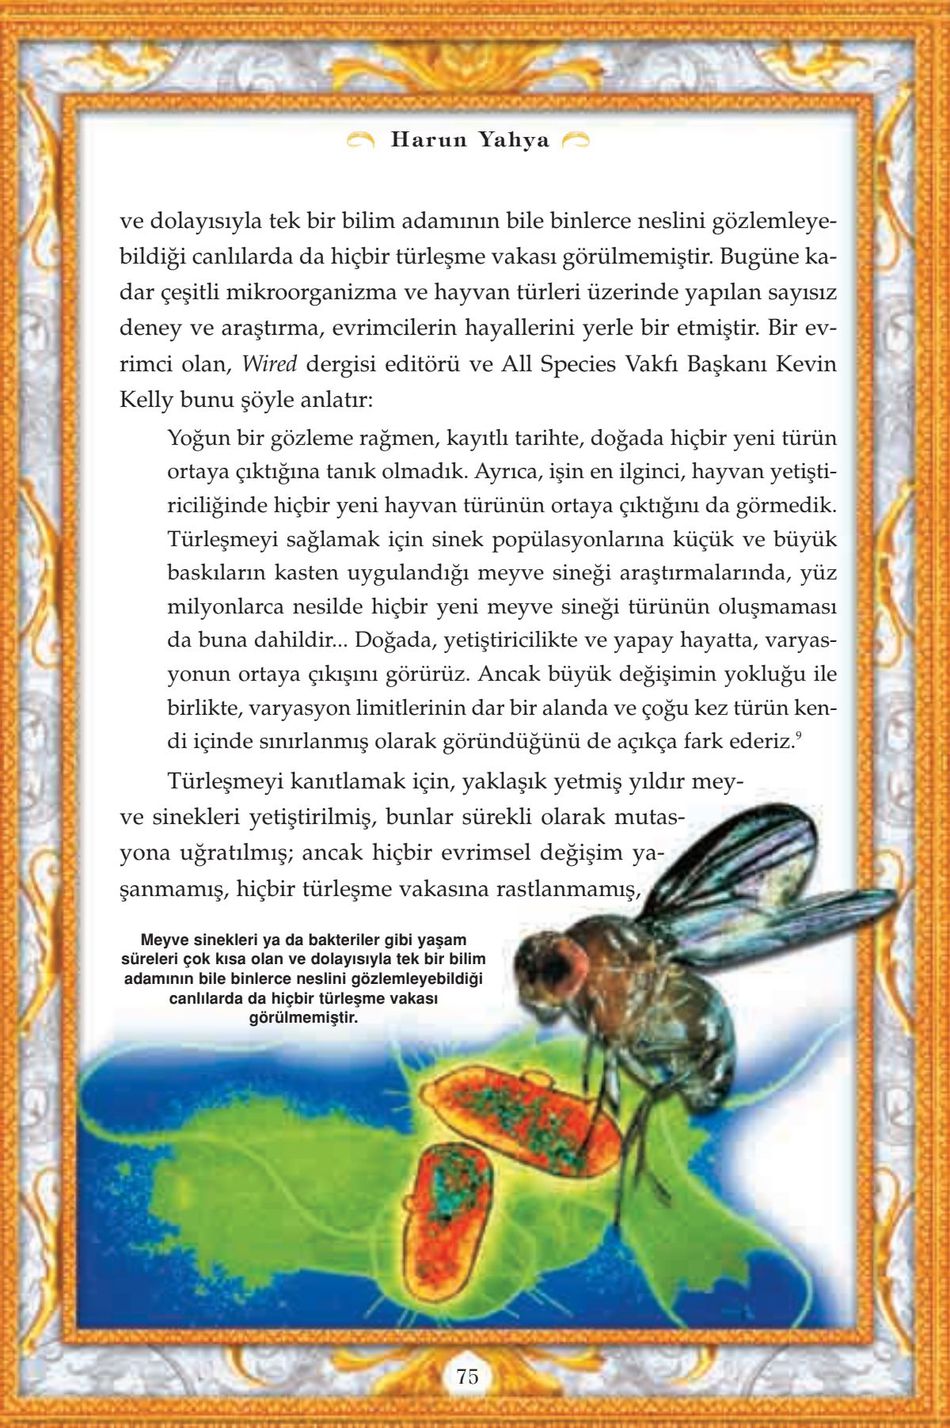 Harun Yahya
ve dolayısıyla tek bir bilim adamının bile binlerce neslini gözlemleye-
bildiği canlılarda da hiçbir türleşme vakası görülmemiştir. Bugüne ka-
dar çeşitli mikroorganizma ve hayvan türleri üzerinde yapılan sayısız
deney ve araştırma, evrimcilerin hayallerini yerle bir etmiştir. Bir ev-
rimci olan, Wired dergisi editörü ve All Species Vakfı Başkanı Kevin
Kelly bunu şöyle anlatır:
Yoğun bir gözleme rağmen, kayıtlı tarihte, doğada hiçbir yeni türün
ortaya çıktığına tanık olmadık. Ayrıca, işin en ilginci, hayvan yetişti-
riciliğinde hiçbir yeni hayvan türünün ortaya çıktığını da görmedik.
Türleşmeyi sağlamak için sinek popülasyonlarına küçük ve büyük
baskıların kasten uygulandığı meyve sineği araştırmalarında, yüz
milyonlarca nesilde hiçbir yeni meyve sineği türünün oluşmaması
da buna dahildir... Doğada, yetiştiricilikte ve yapay hayatta, varyas-
yonun ortaya çıkışını görürüz. Ancak büyük değişimin yokluğu ile
birlikte, varyasyon limitlerinin dar bir alanda ve çoğu kez türün ken-
di içinde sınırlanmış olarak göründüğünü de açıkça fark ederiz.9
Türleşmeyi kanıtlamak için, yaklaşık yetmiş yıldır mey-
ve sinekleri yetiştirilmiş, bunlar sürekli olarak mutas-
yona uğratılmış; ancak hiçbir evrimsel değişim ya-
şanmamış, hiçbir türleşme vakasına rastlanmamış,
Meyve sinekleri ya da bakteriler gibi yaşam
süreleri çok kısa olan ve dolayısıyla tek bir bilim
adamının bile binlerce neslini gözlemleyebildiği
canlılarda da hiçbir türleşme vakası
görülmemiştir.
75